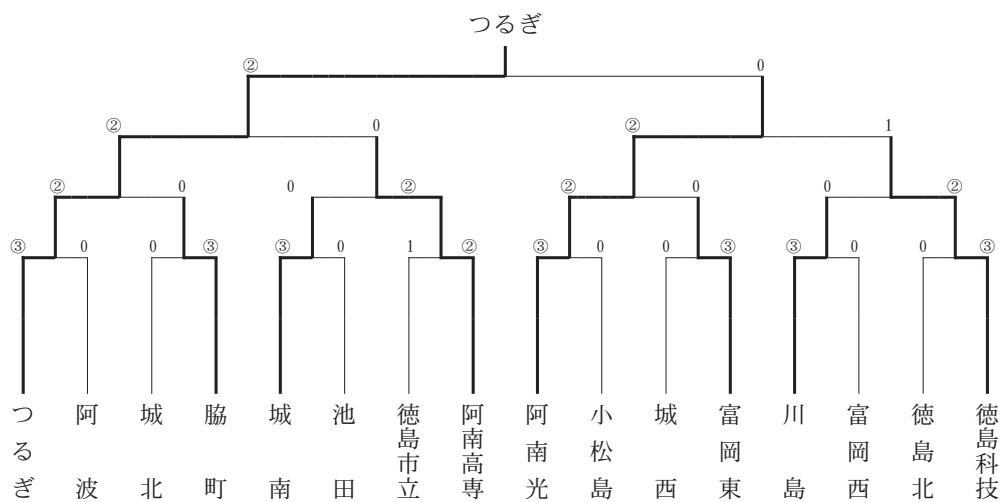 つるぎ
② 0
② 0 ② 1
② 0 0 ② ② 0 0 ②
③ 0 0 ③ ③ 0 1 ② ③ 0 0 ③ ③ 0 0 ③
つるぎ
阿波
城北
脇町
城南
池田
徳島市立
阿南高専
阿南光
小松島
城西
富岡東
川島
富岡西
徳島北
徳島科技